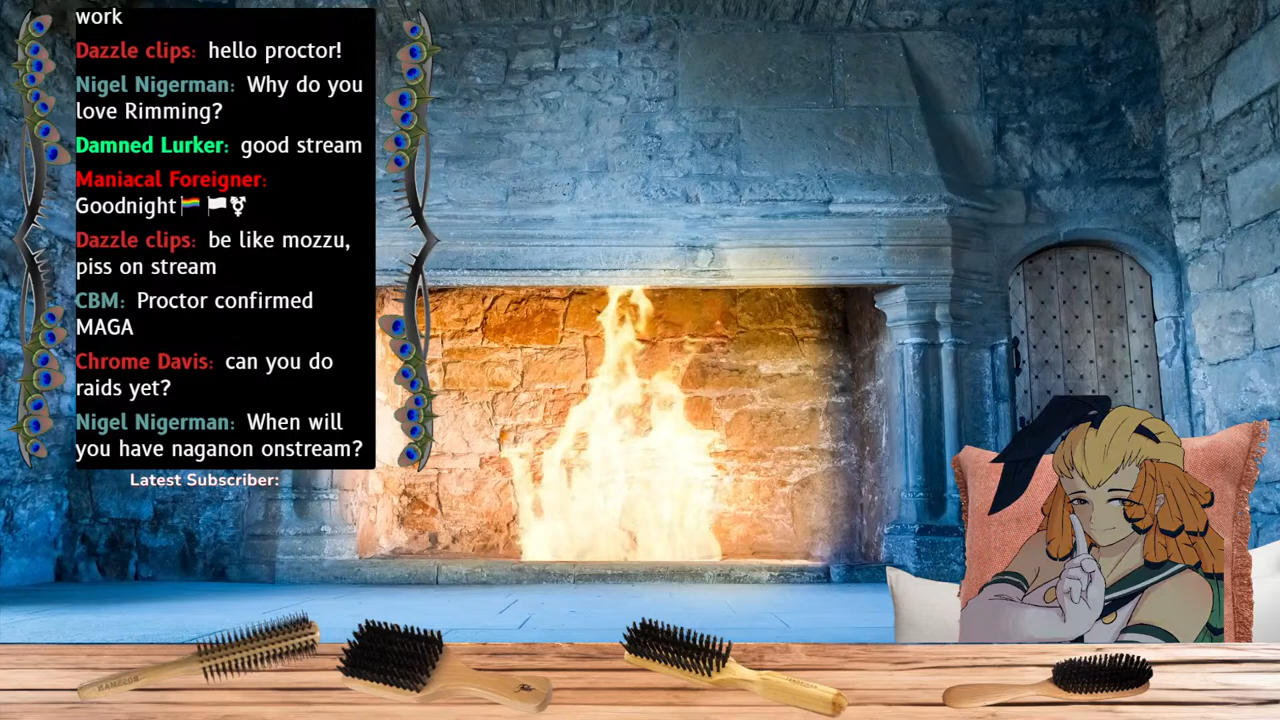 work
Dazzle clips: hello proctor!
Nigel Nigerman: Why do you
love Rimming?
Damned Lurker: good stream
Maniacal Foreigner:
Goodnight🏳️‍🌈 🏳⚧
Dazzle clips: be like mozzu,
piss on stream
CBM: Proctor confirmed
MAGA
Chrome Davis: can you do
raids yet?
Nigel Nigerman: When will
you have naganon onstream?
Latest Subscriber: